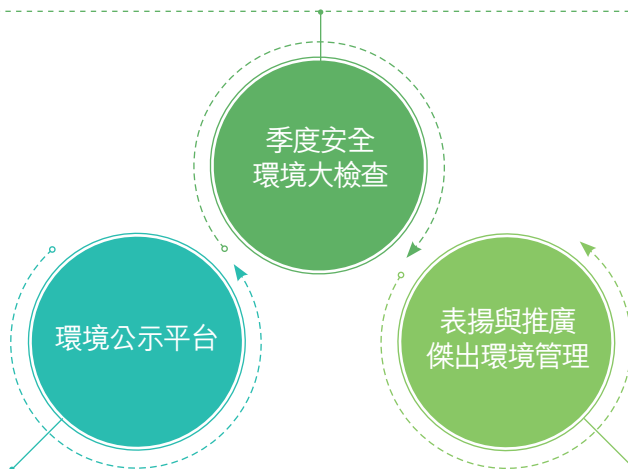 季度安全
環境大檢查
環境公示平台
表揚與推廣
傑出環境管理